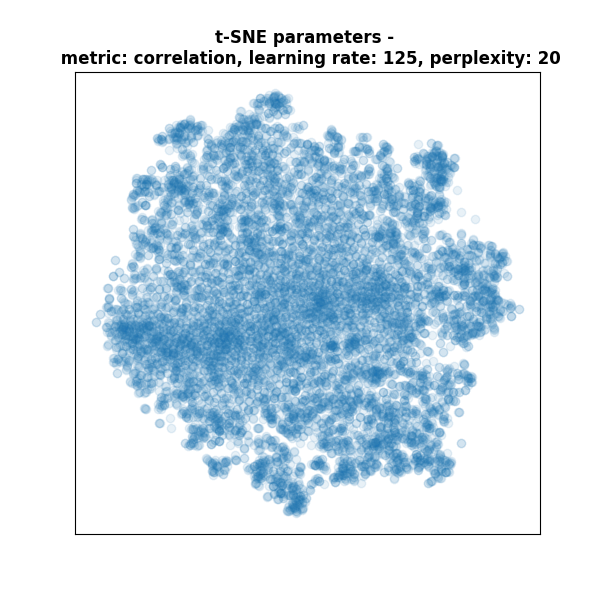 t-SNE parameters -
metric: correlation, learning rate: 125, perplexity: 20